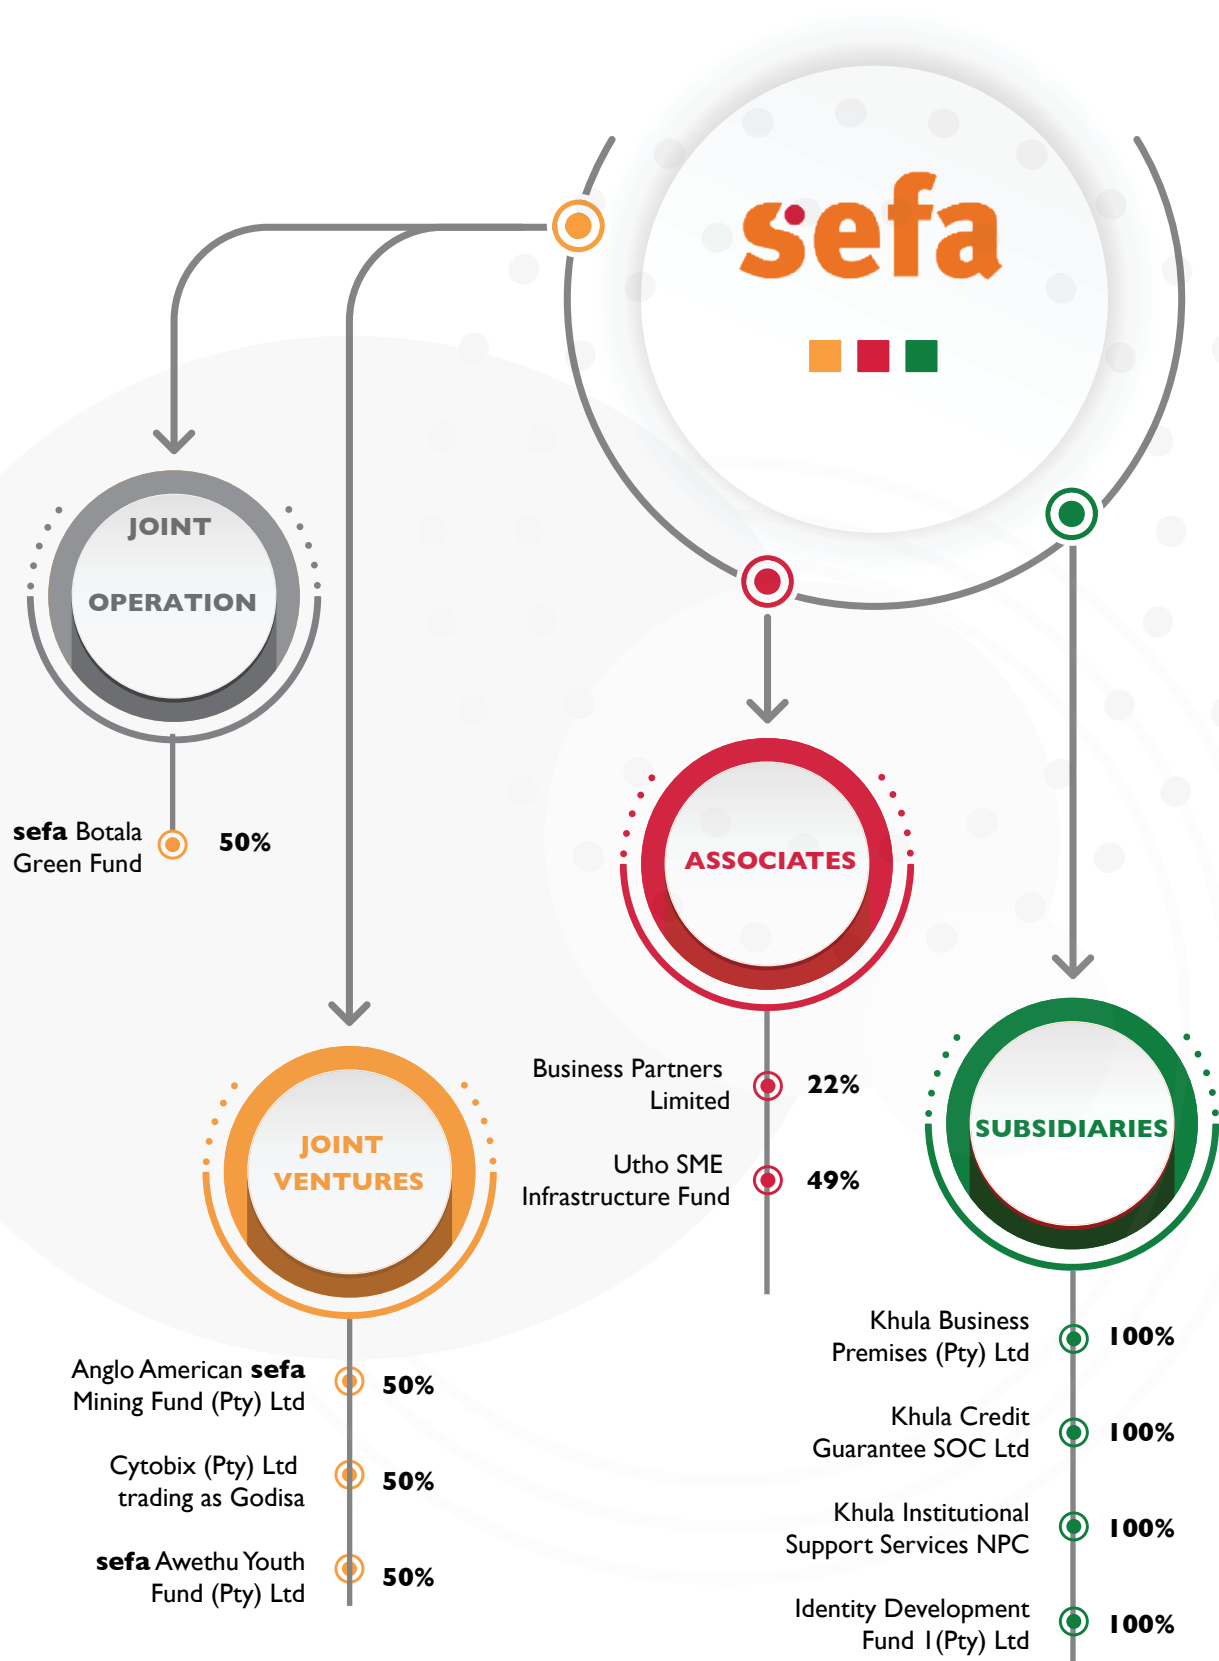 sefa
JOINT
OPERATION
sefa Botala
Green Fund
50%
ASSOCIATES
Business Partners
Limited
22%
Utho SME
Infrastructure Fund
49%
JOINT
VENTURES
Anglo American sefa
Mining Fund (Pty) Ltd
50%
Cytobix (Pty) Ltd
trading as Godisa
50%
sefa Awethu Youth
Fund (Pty) Ltd
50%
SUBSIDIARIES
Khula Business
Premises (Pty) Ltd
100%
Khula Credit
Guarantee SOC Ltd
100%
Khula Institutional
Support Services NPC
100%
Identity Development
Fund 1(Pty) Ltd
100%